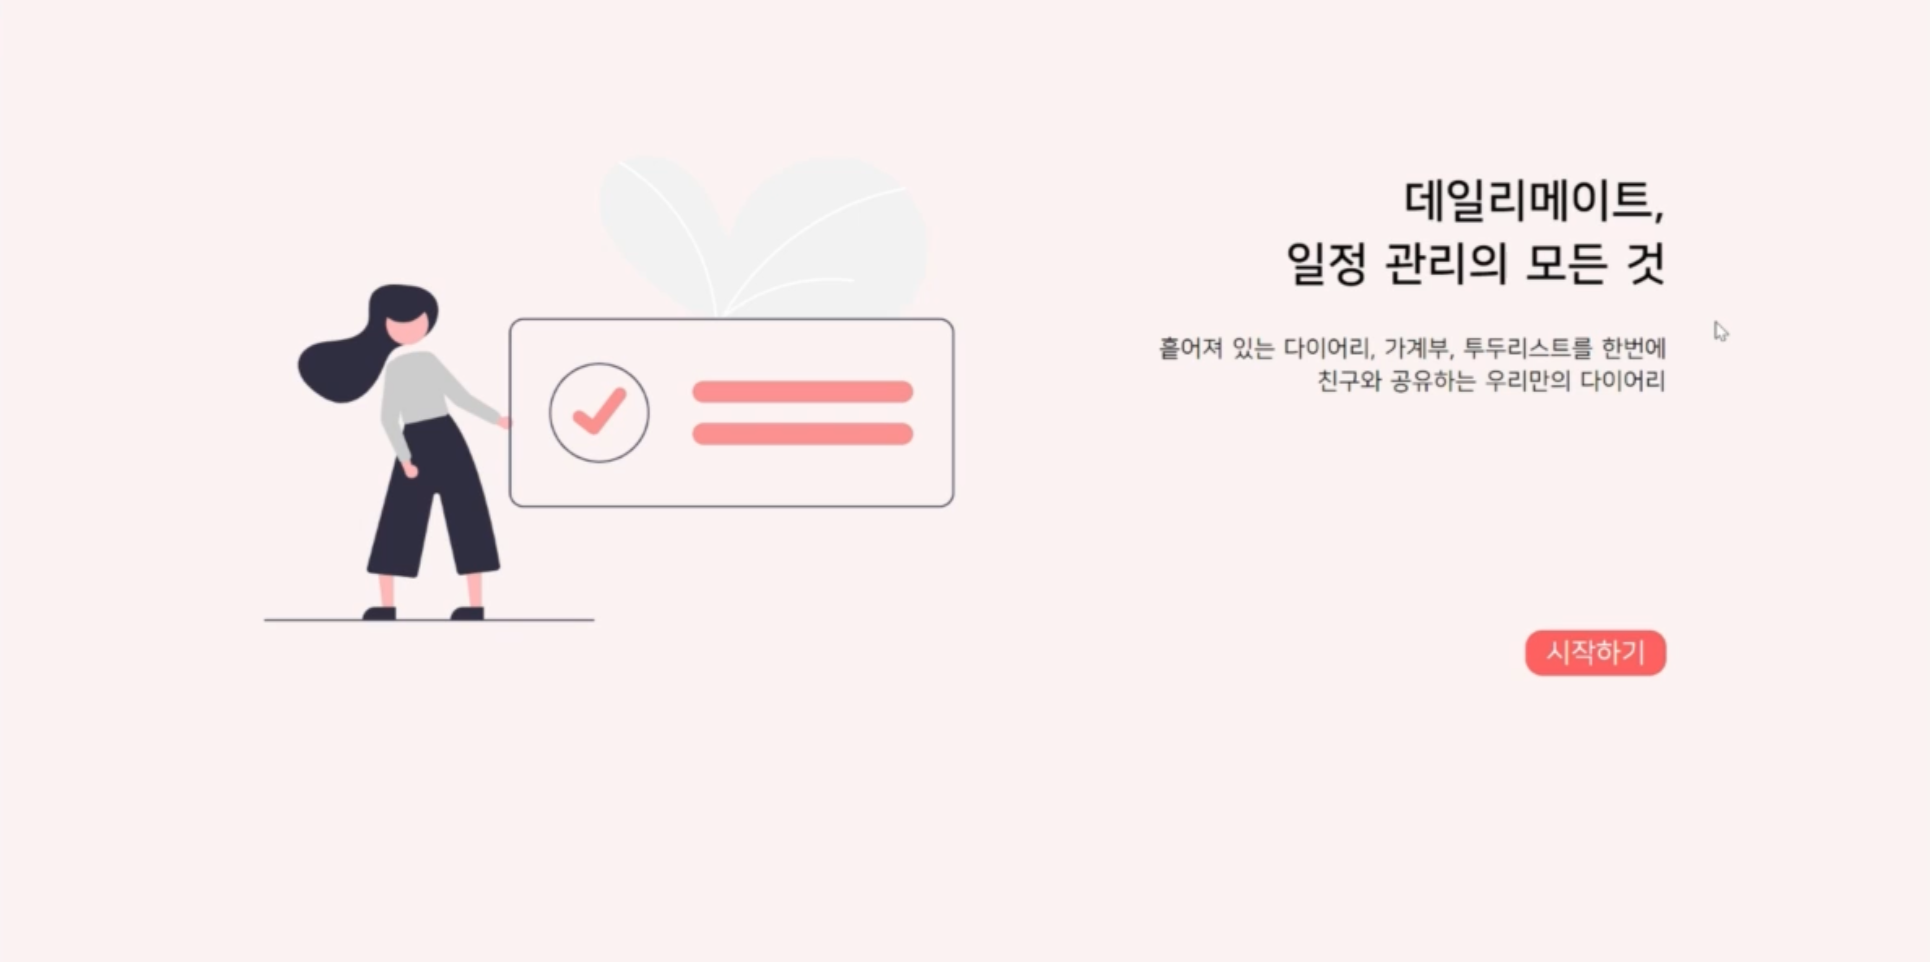 데일리메이트,
일정 관리의 모든 것
흩어져 있는 다이어리, 가계부, 투두리스트를 한번에
친구와 공유하는 우리만의 다이어리
시작하기